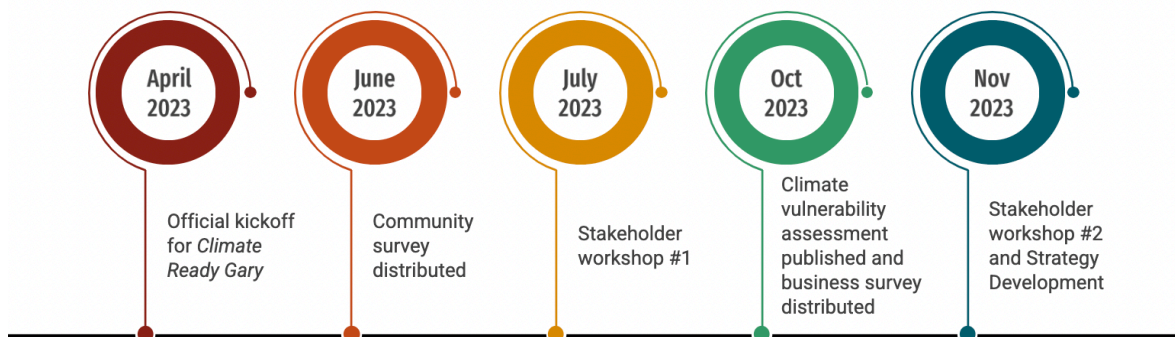 April
2023
Official kickoff
for Climate
Ready Gary
June
2023
Community
survey
distributed
July
2023
Stakeholder
workshop #1
Oct
2023
Climate
vulnerability
assessment
published and
business survey
distributed
Nov
2023
Stakeholder
workshop #2
and Strategy
Development